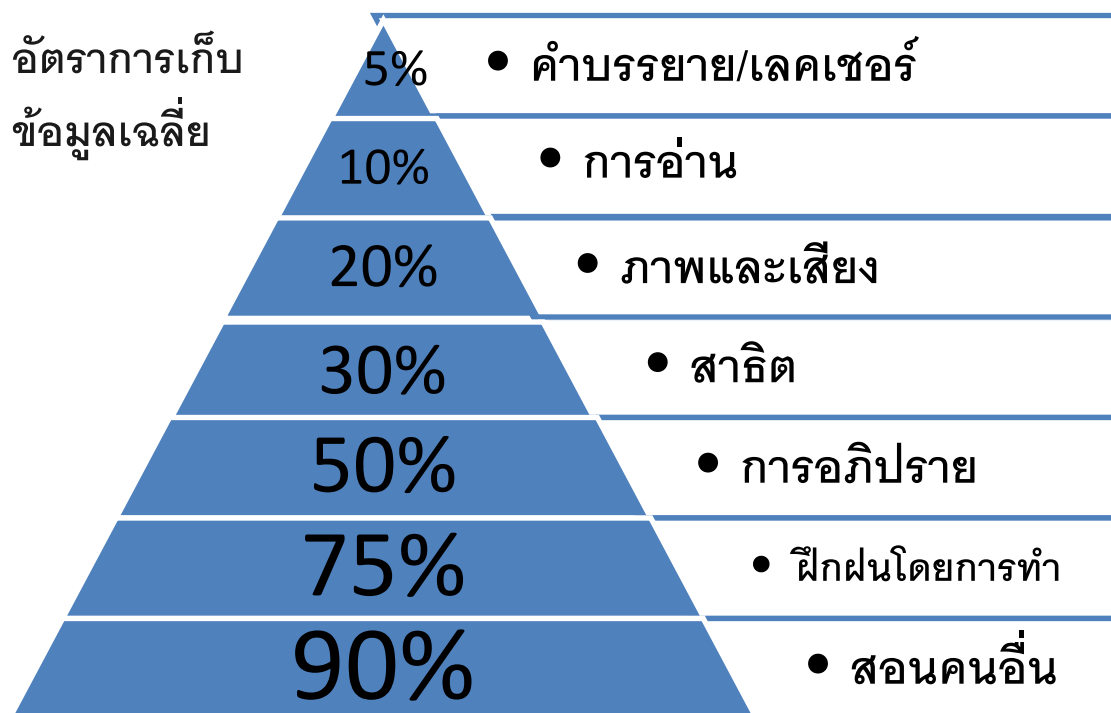 อัตราการเก็บ
ข้อมูลเฉลี่ย
5%
• คำบรรยาย/เลคเชอร์
10%
• การอ่าน
20%
• ภาพและเสียง
30%
• สาธิต
50%
• การอภิปราย
75%
• ฝึกฝนโดยการทำ
90%
• สอนคนอื่น